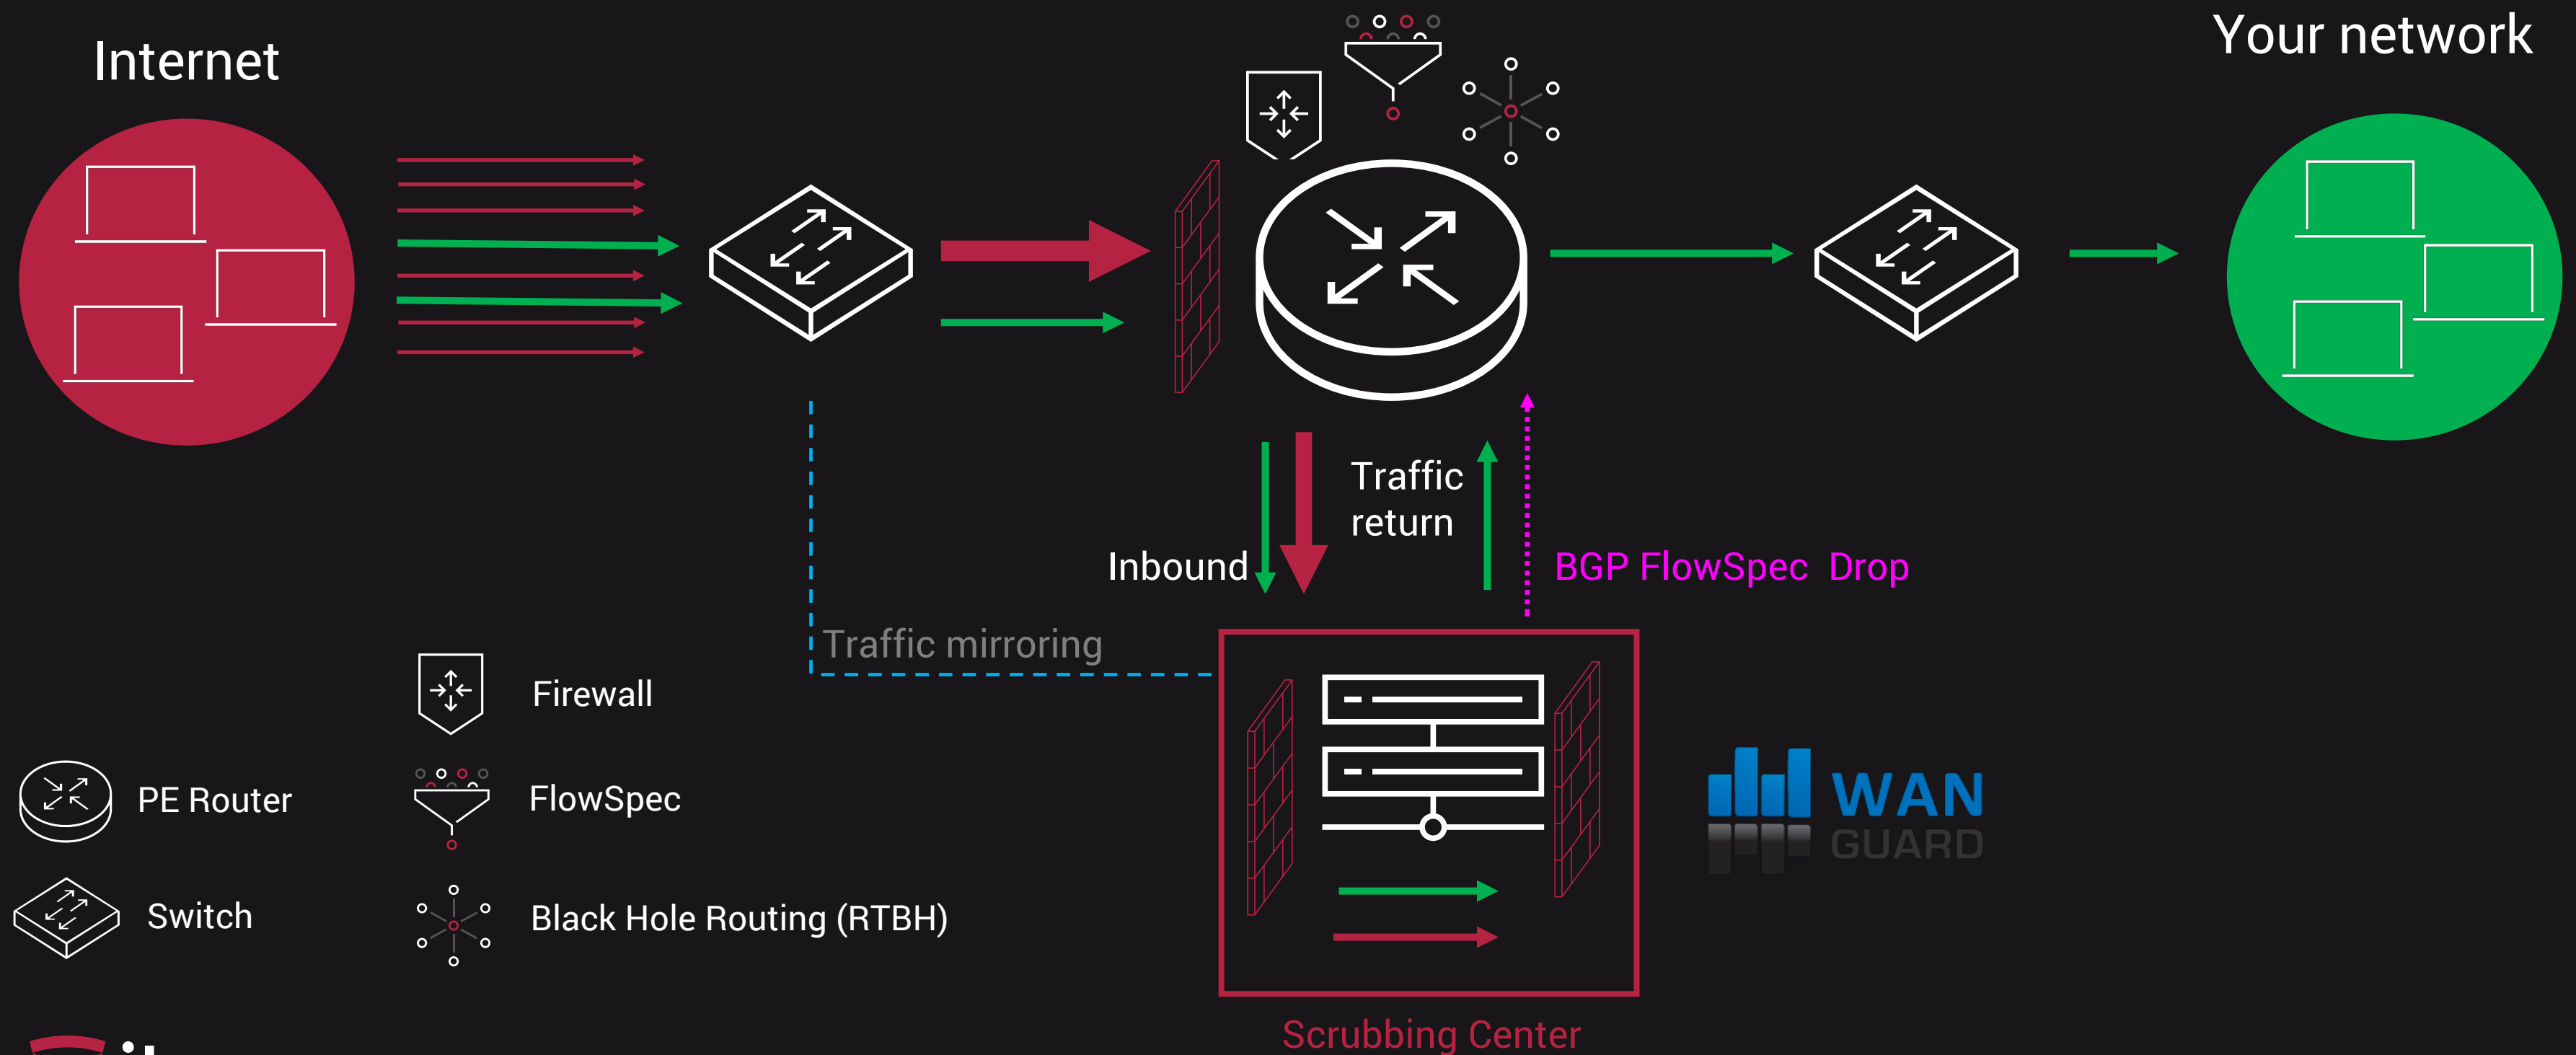 Internet
Your network
Traffic
return
Inbound
BGP FlowSpec  Drop
Traffic mirroring
Firewall
PE Router
FlowSpec
WAN
GUARD
Switch
Black Hole Routing (RTBH)
Scrubbing Center